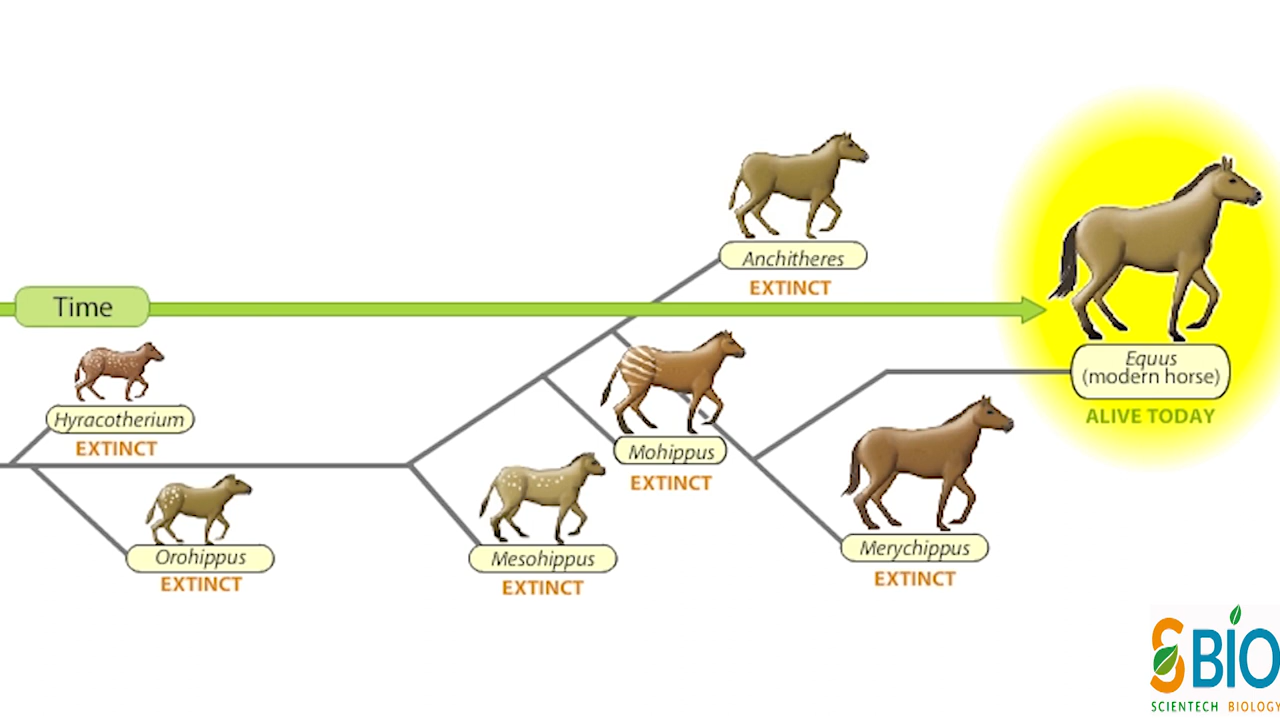 Anchitheres
EXTINCT
Time
Equus
(modern horse)
ALIVE TODAY
Hyracotherium
EXTINCT
Mohippus
EXTINCT
Orohippus
EXTINCT
Mesohippus
EXTINCT
Merychippus
EXTINCT
SBIO
SCIENTECH BIOLOGY